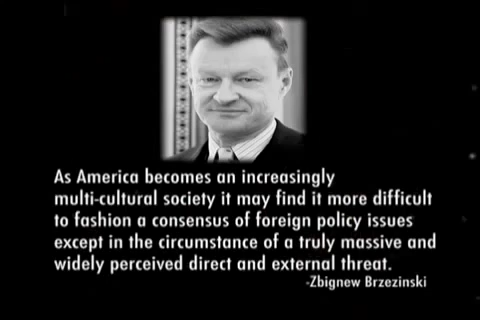 As America becomes an increasingly
multi-cultural society it may find it more difficult
to fashion a consensus of foreign policy issues
except in the circumstance of a truly massive and
widely perceived direct and external threat.
-Zbignew Brzezinski